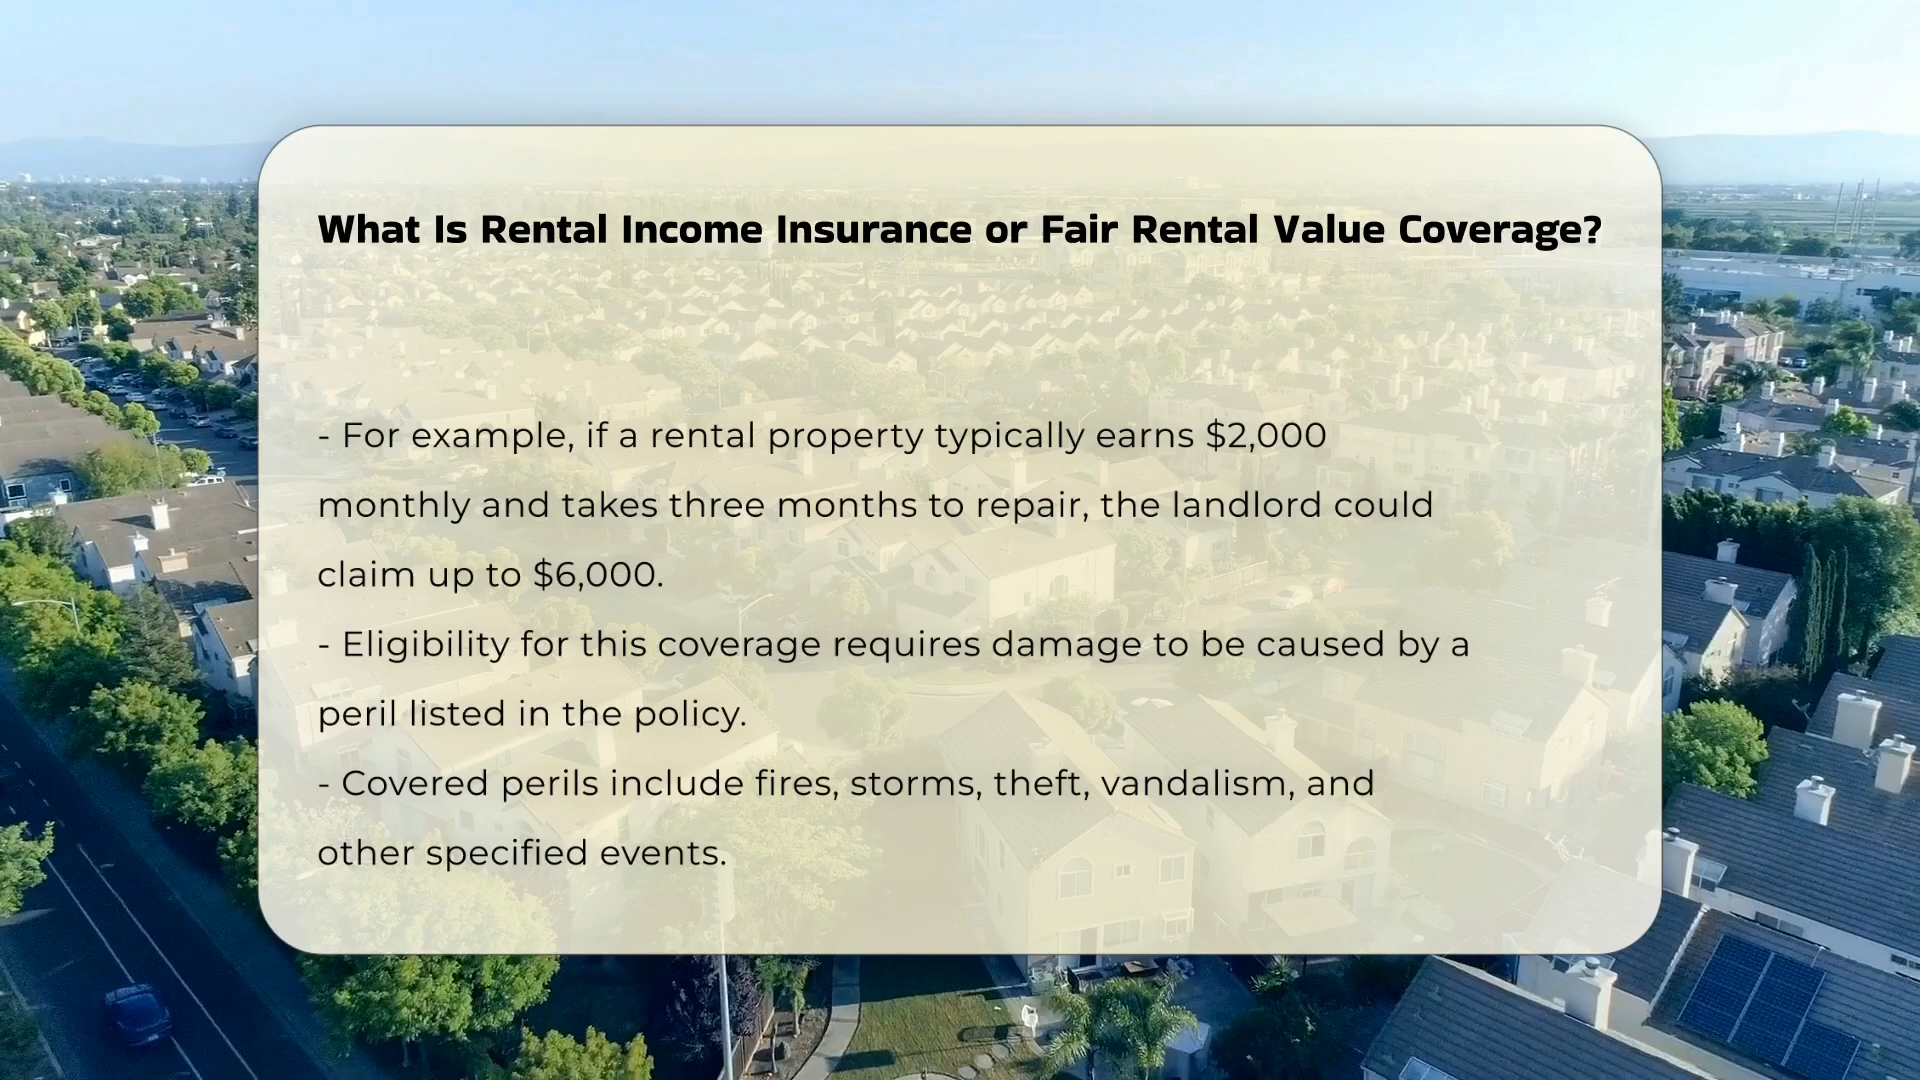 What Is Rental Income Insurance or Fair Rental Value Coverage?
- For example, if a rental property typically earns $2,000
monthly and takes three months to repair, the landlord could
claim up to $6,000.
- Eligibility for this coverage requires damage to be caused by a
peril listed in the policy.
- Covered perils include fires, storms, theft, vandalism, and
other specified events.